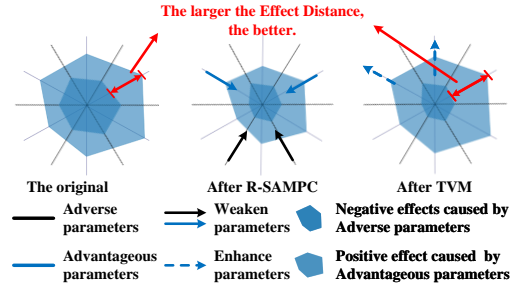 The larger the Effect Distance,
the better.
The original
After R-SAMPC
After TVM
Adverse
parameters
Weaken
parameters
Negative effects caused by
Adverse parameters
Advantageous
parameters
Enhance
parameters
Positive effect caused by
Advantageous parameters